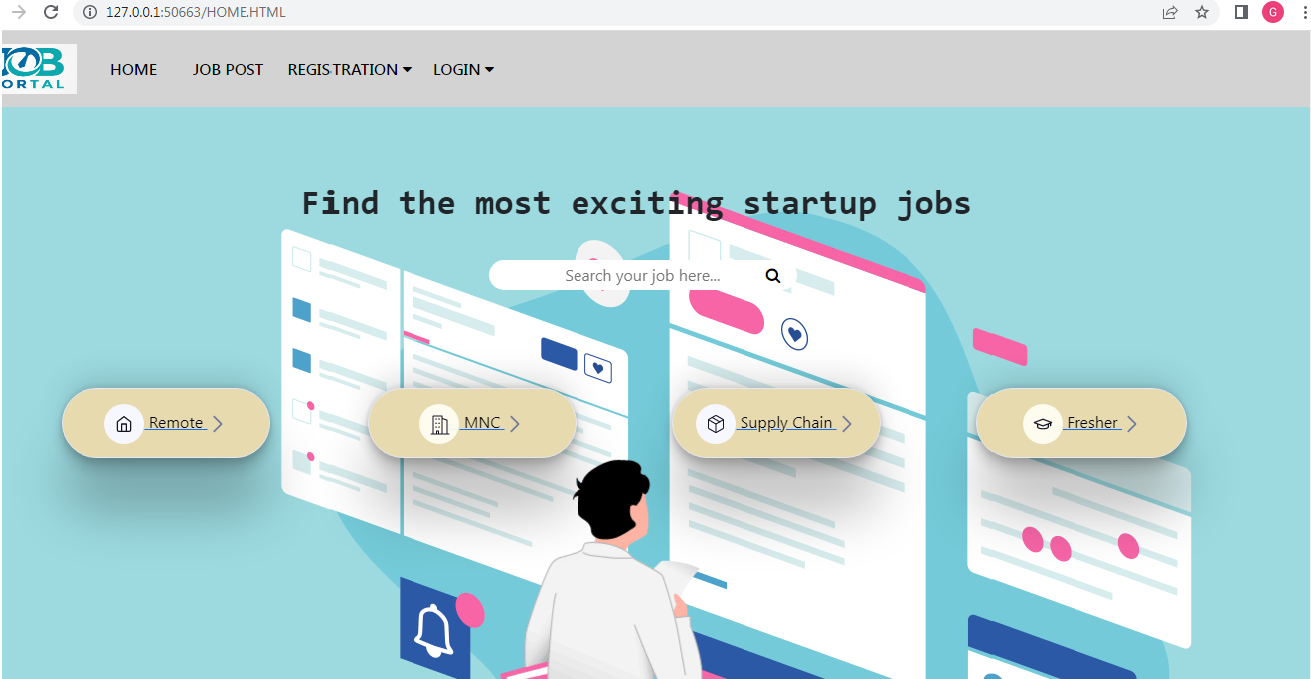 127.0.0.1:50663/HOME.HTML
G
JOB
ORTAL
HOME JOB POST REGISTRATION LOGIN
Find the most exciting startup jobs
Search your job here...
Remote MNC Supply Chain Fresher